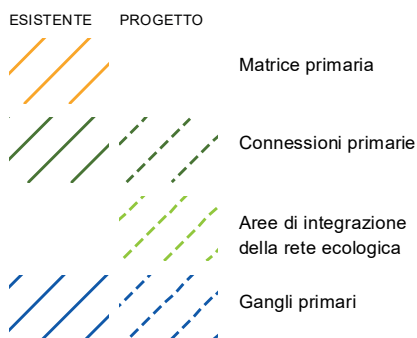 ESISTENTE PROGETTO
Matrice primaria
Connessioni primarie
Aree di integrazione
della rete ecologica
Gangli primari